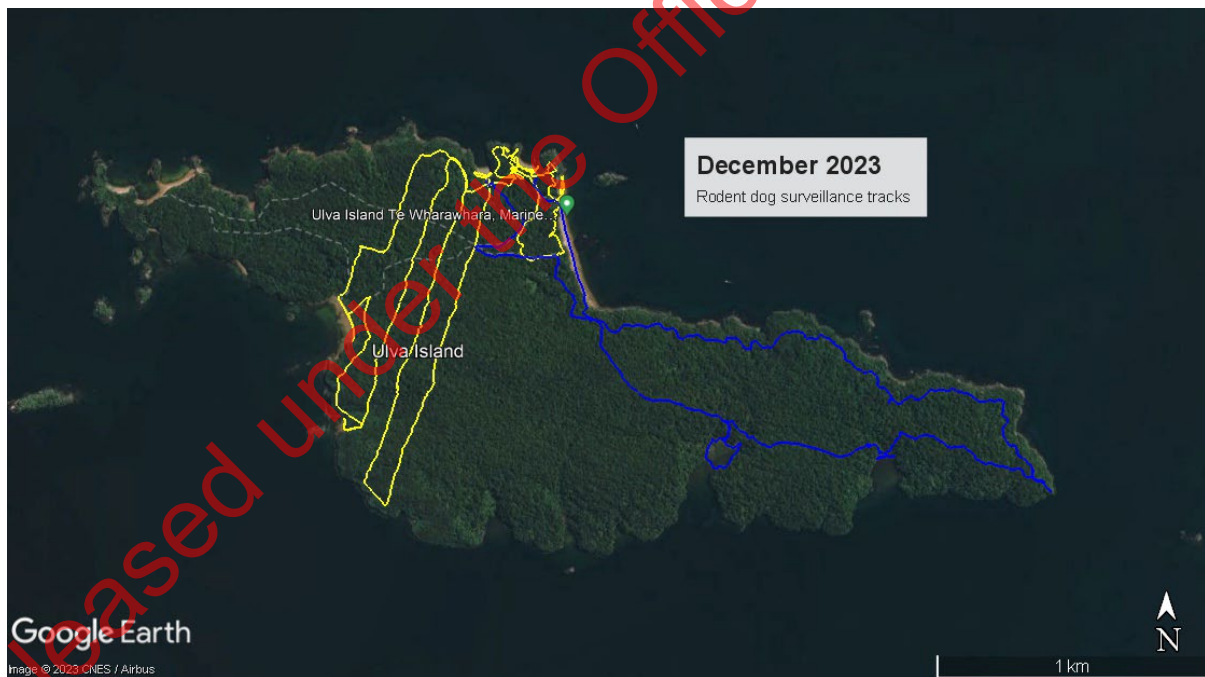 December 2023
Rodent dog surveillance tracks
Ulva Island Te Wharawhara, Marine...
Ulva Island
leased under the Offic
Google Earth
Image © 2023 CNES / Airbus
1 km
N